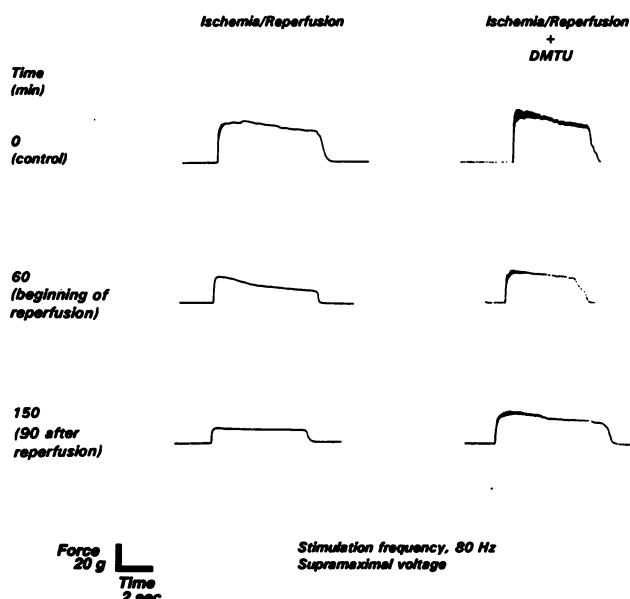 Ischemia/Reperfusion
Ischemia/Reperfusion
+
DMTU
Time
(min)
0
(control)
60
(beginning of
reperfusion)
150
(90 after
reperfusion)
Force
20 g
Time
2 sec
Stimulation frequency, 80 Hz
Supramaximal voltage